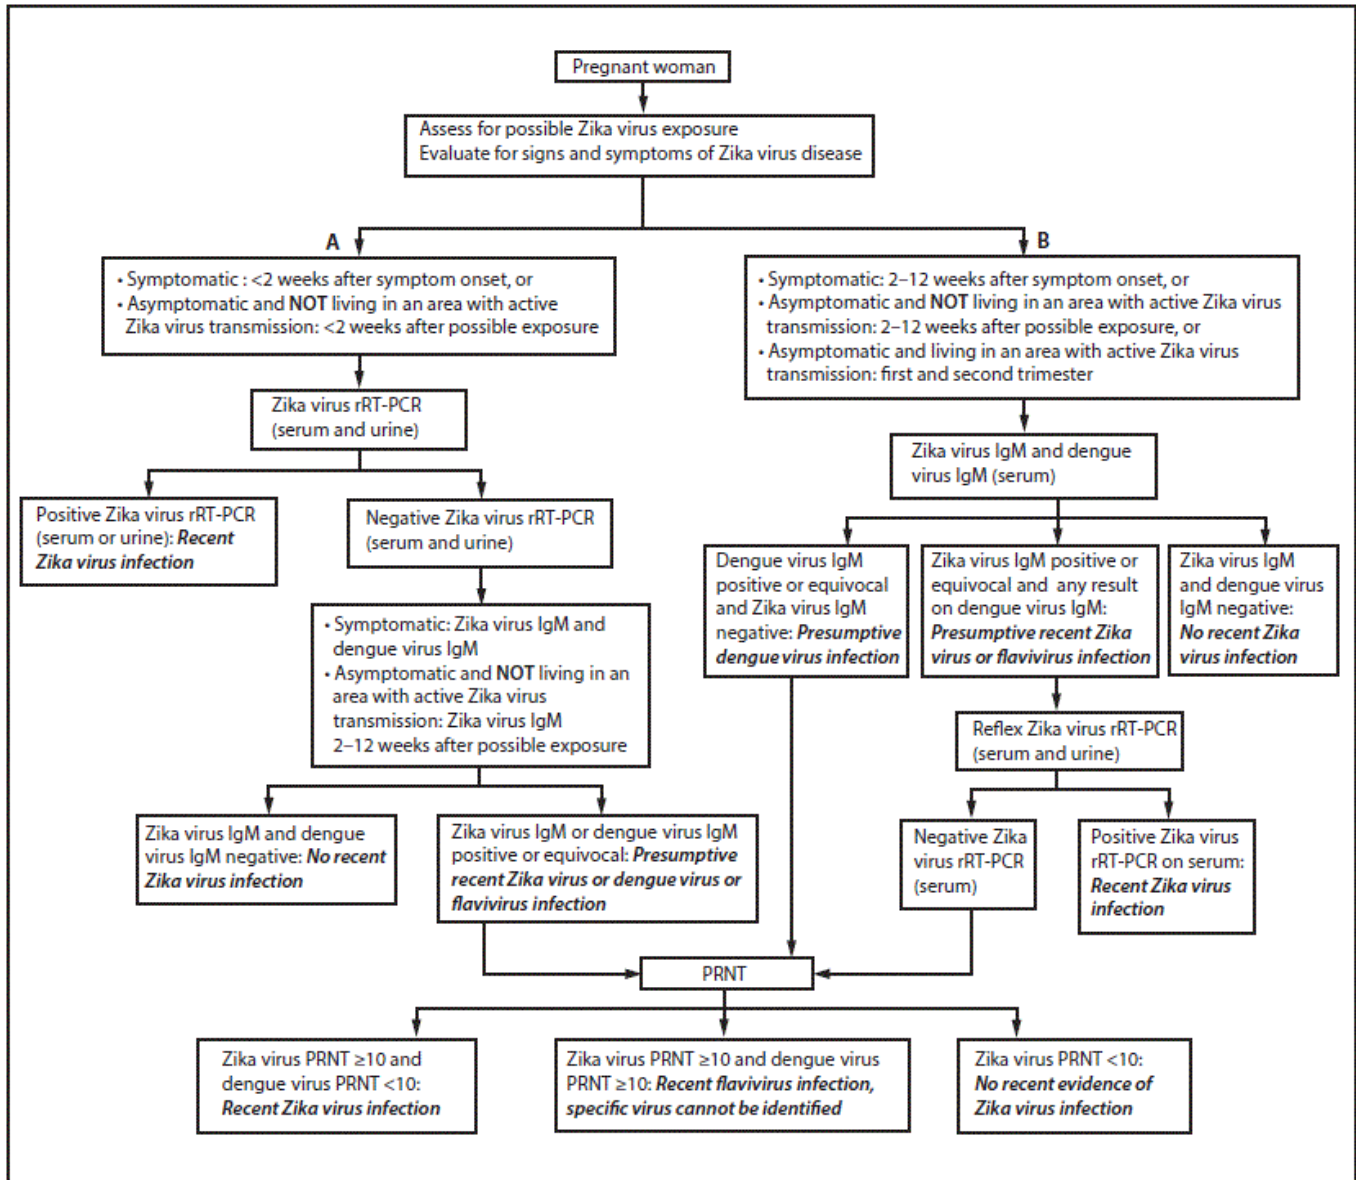 Pregnant woman
Assess for possible Zika virus exposure
Evaluate for signs and symptoms of Zika virus disease
A
• Symptomatic : <2 weeks after symptom onset, or
• Asymptomatic and NOT living in an area with active
Zika virus transmission: <2 weeks after possible exposure
B
• Symptomatic: 2–12 weeks after symptom onset, or
• Asymptomatic and NOT living in an area with active Zika virus
transmission: 2–12 weeks after possible exposure, or
• Asymptomatic and living in an area with active Zika virus
transmission: first and second trimester
Zika virus rRT-PCR
(serum and urine)
Positive Zika virus rRT-PCR
(serum or urine): Recent
Zika virus infection
Negative Zika virus rRT-PCR
(serum and urine)
• Symptomatic: Zika virus IgM and
dengue virus IgM
• Asymptomatic and NOT living in an
area with active Zika virus
transmission: Zika virus IgM
2–12 weeks after possible exposure
Zika virus IgM and dengue
virus IgM negative: No recent
Zika virus infection
Zika virus IgM or dengue virus IgM
positive or equivocal: Presumptive
recent Zika virus or dengue virus or
flavivirus infection
Zika virus IgM and dengue
virus IgM (serum)
Dengue virus IgM
positive or equivocal
and Zika virus IgM
negative: Presumptive
dengue virus infection
Zika virus IgM positive or
equivocal and any result
on dengue virus IgM:
Presumptive recent Zika
virus or flavivirus infection
Zika virus IgM
and dengue virus
IgM negative:
No recent Zika
virus infection
Reflex Zika virus rRT-PCR
(serum and urine)
Negative Zika
virus rRT-PCR
(serum)
Positive Zika virus
rRT-PCR on serum:
Recent Zika virus
infection
PRNT
Zika virus PRNT ≥10 and
dengue virus PRNT <10:
Recent Zika virus infection
Zika virus PRNT ≥10 and dengue virus
PRNT ≥10: Recent flavivirus infection,
specific virus cannot be identified
Zika virus PRNT <10:
No recent evidence of
Zika virus infection